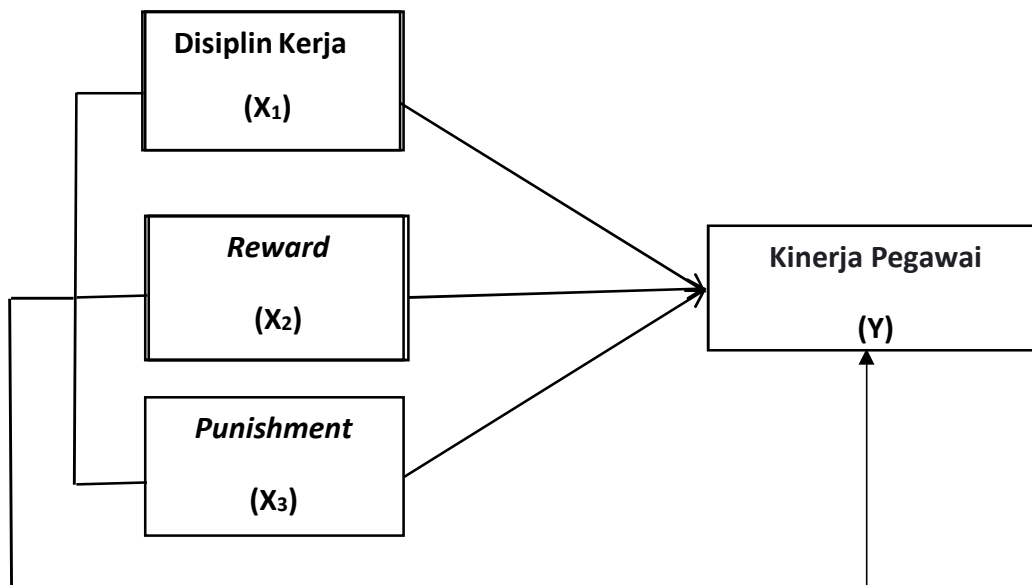 Disiplin Kerja
(X₁)
Reward
(X₂)
Kinerja Pegawai
(Y)
Punishment
(X₃)